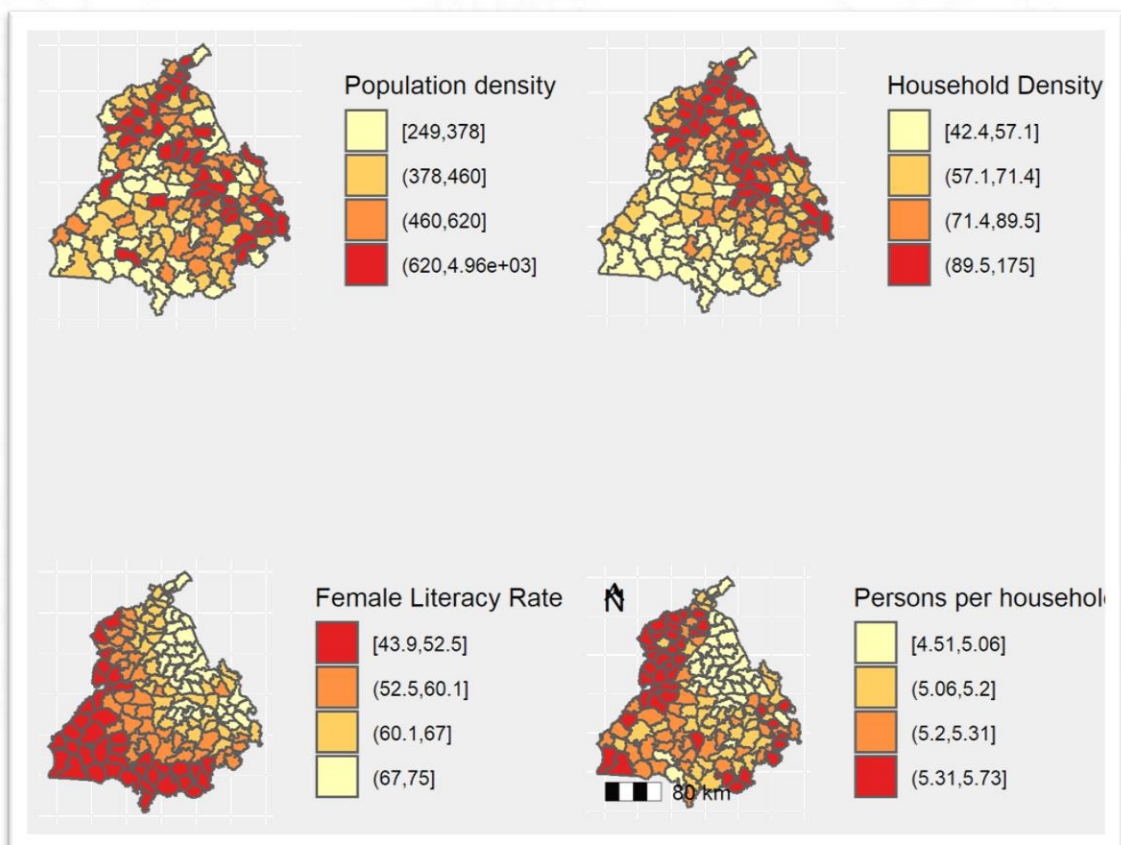 Population density
[249,378]
(378,460]
(460,620]
(620,4.96e+03]
Household Density
[42.4,57.1]
(57.1,71.4]
(71.4,89.5]
(89.5,175]
Female Literacy Rate
[43.9,52.5]
(52.5,60.1]
(60.1,67]
(67,75]
N
Persons per househol
[4.51,5.06]
(5.06,5.2]
(5.2,5.31]
(5.31,5.73]
80 km